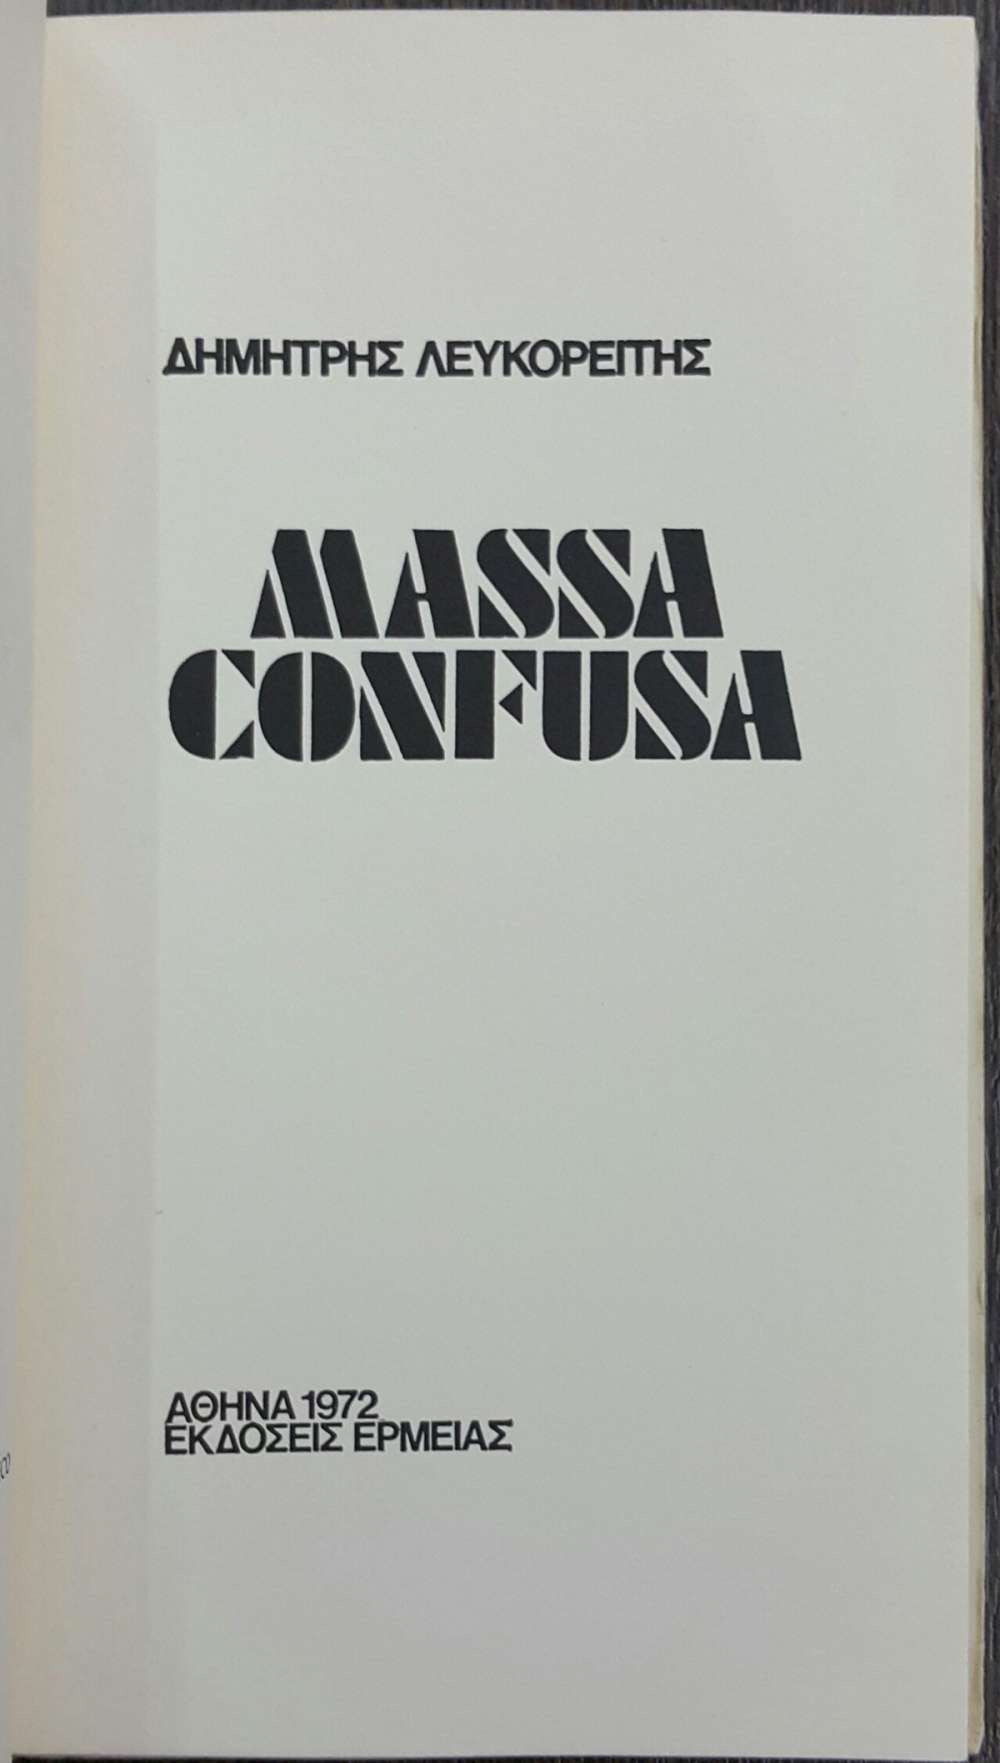 ΔΗΜΗΤΡΗΣ ΛΕΥΚΟΡΕΙΤΗΣ
MASSA
CONFUSA
ΑΘΗΝΑ 1972
ΕΚΔΟΣΕΙΣ ΕΡΜΕΙΑΣ